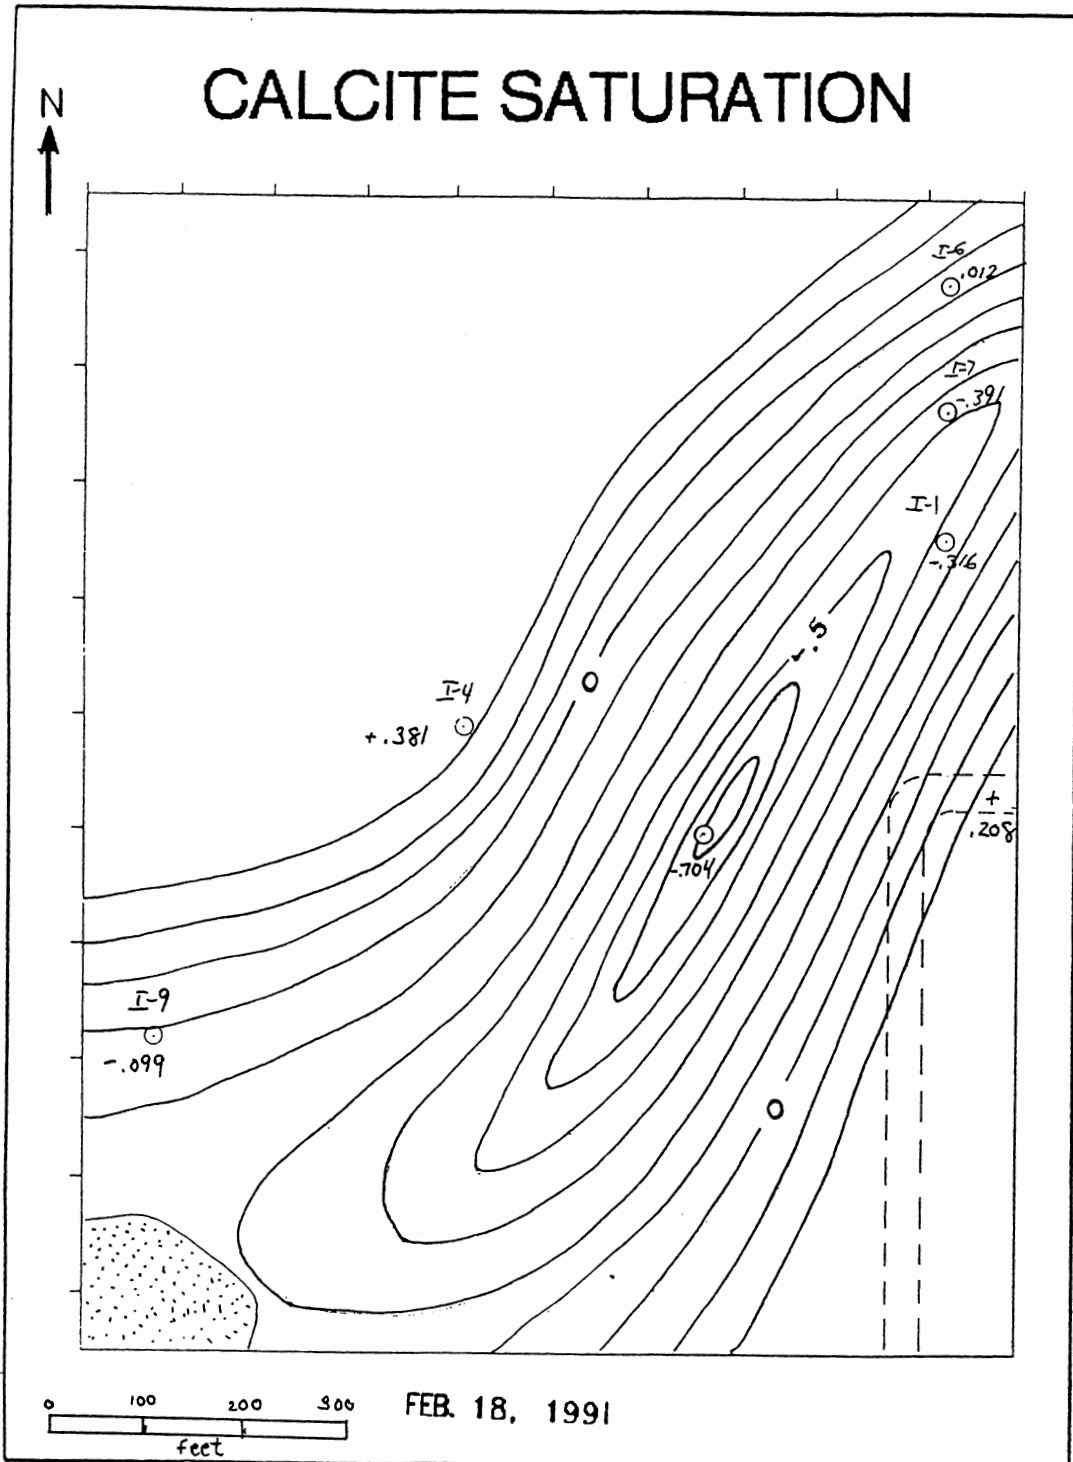 CALCITE SATURATION
N
I-6
.012
I-7
-.391
I-1
-.316
-.5
0
I-4
+.381
+
.208
-.704
I-9
-.099
0
0 100 200 300
feet
FEB. 18, 1991